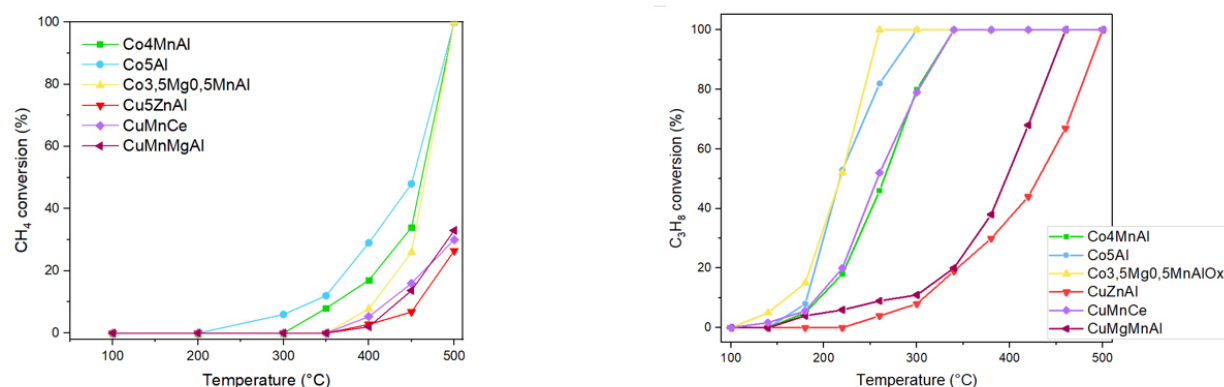 100
80
60
40
20
0
CH₄ conversion (%)
Co4MnAl
Co5Al
Co3,5Mg0,5MnAl
Cu5ZnAl
CuMnCe
CuMnMgAl
100 200 300 400 500
Temperature (°C)
100
80
60
40
20
0
C₃H₈ conversion (%)
Co4MnAl
Co5Al
Co3,5Mg0,5MnAlOx
CuZnAl
CuMnCe
CuMgMnAl
100 200 300 400 500
Temperature (°C)